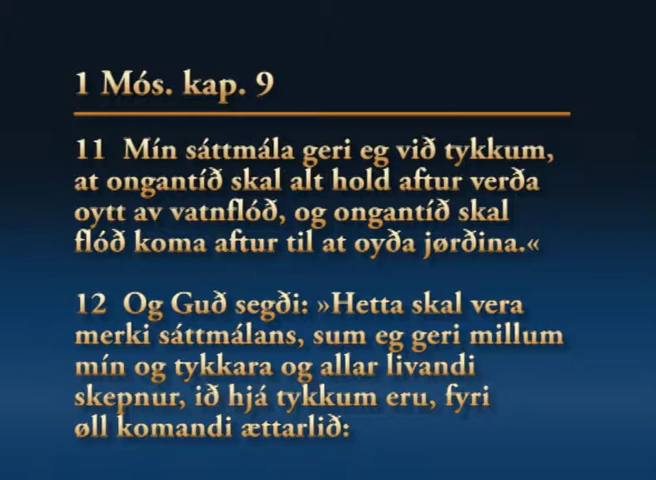 1 Mós. kap. 9
11 Mín sáttmála geri eg við tykkum,
at ongantíð skal alt hold aftur verða
oytt av vatnflóð, og ongantíð skal
flóð koma aftur til at oyða jørðina.«
12 Og Guð segði: »Hetta skal vera
merki sáttmálans, sum eg geri millum
mín og tykkara og allar livandi
skepnur, ið hjá tykkum eru, fyri
øll komandi ættarlið: